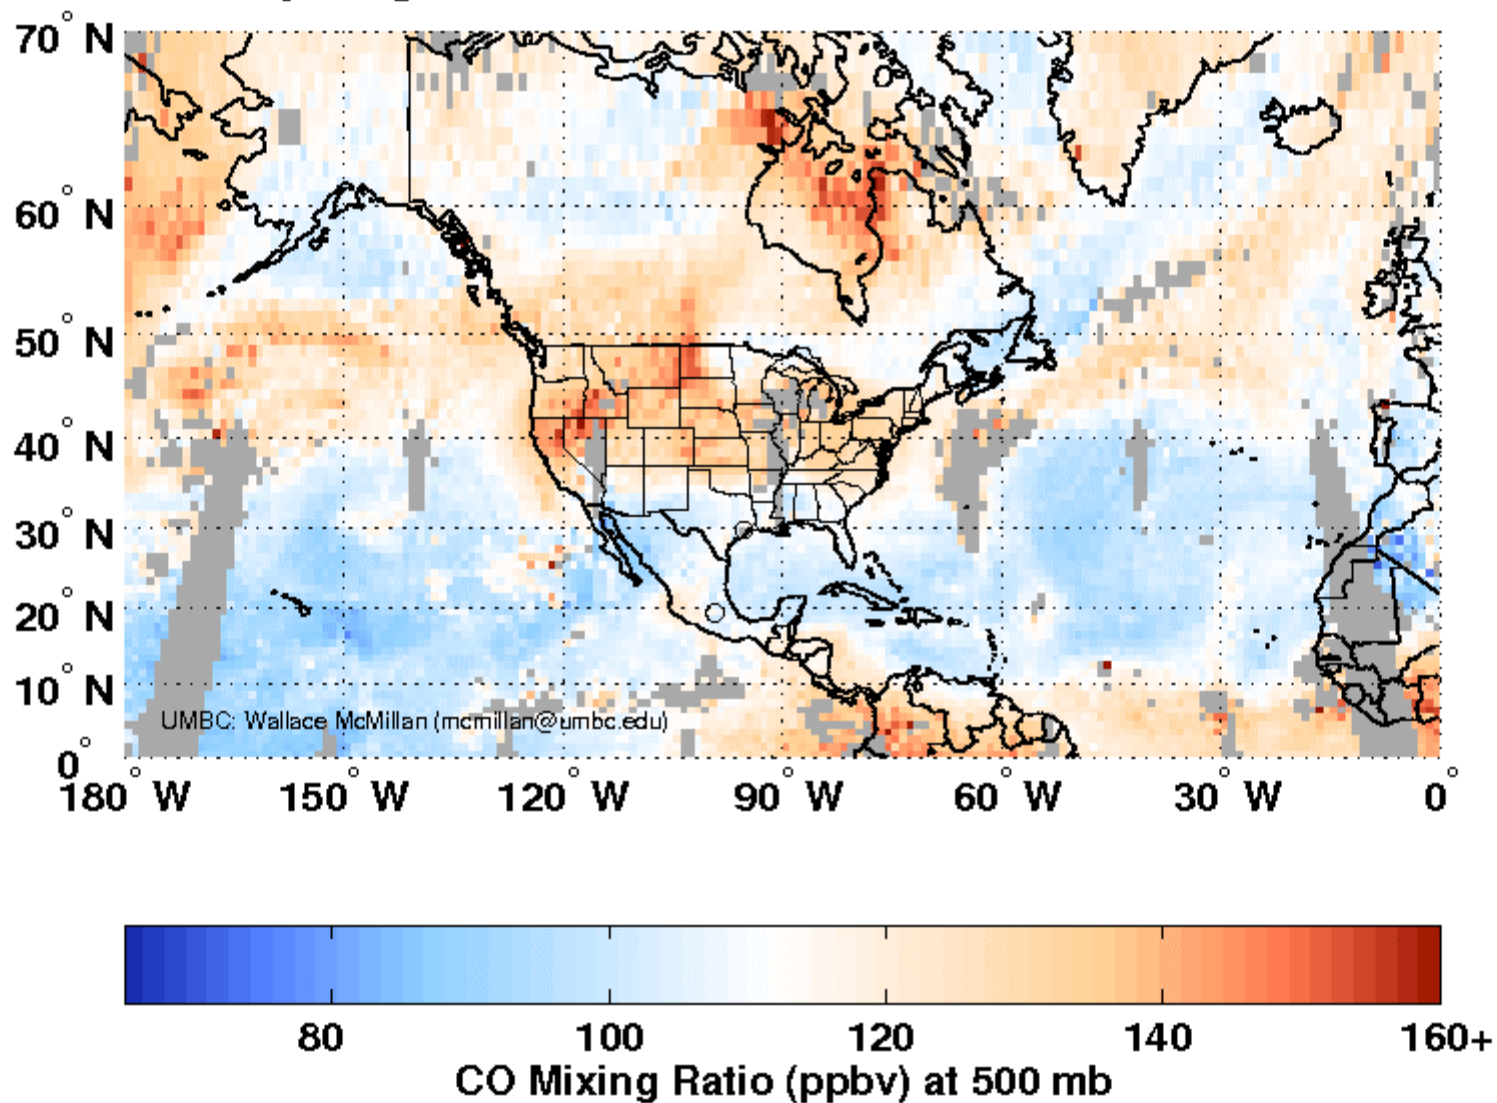 70° N
60° N
50° N
40° N
30° N
20° N
10° N
0°
UMBC: Wallace McMillan (mcmillan@umbc.edu)
180° W 150° W 120° W 90° W 60° W 30° W 0°
80 100 120 140 160+
CO Mixing Ratio (ppbv) at 500 mb